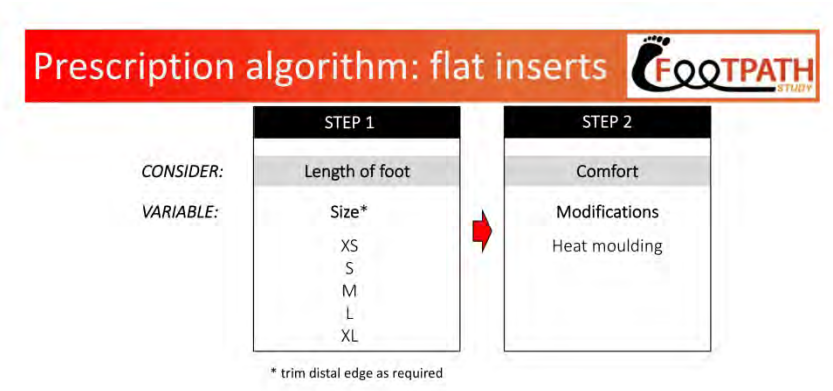 Prescription algorithm: flat inserts
FOOTPATH
STUDY
STEP 1
STEP 2
CONSIDER:
Length of foot
Comfort
VARIABLE:
Size*
Modifications
XS
Heat moulding
S
M
L
XL
* trim distal edge as required